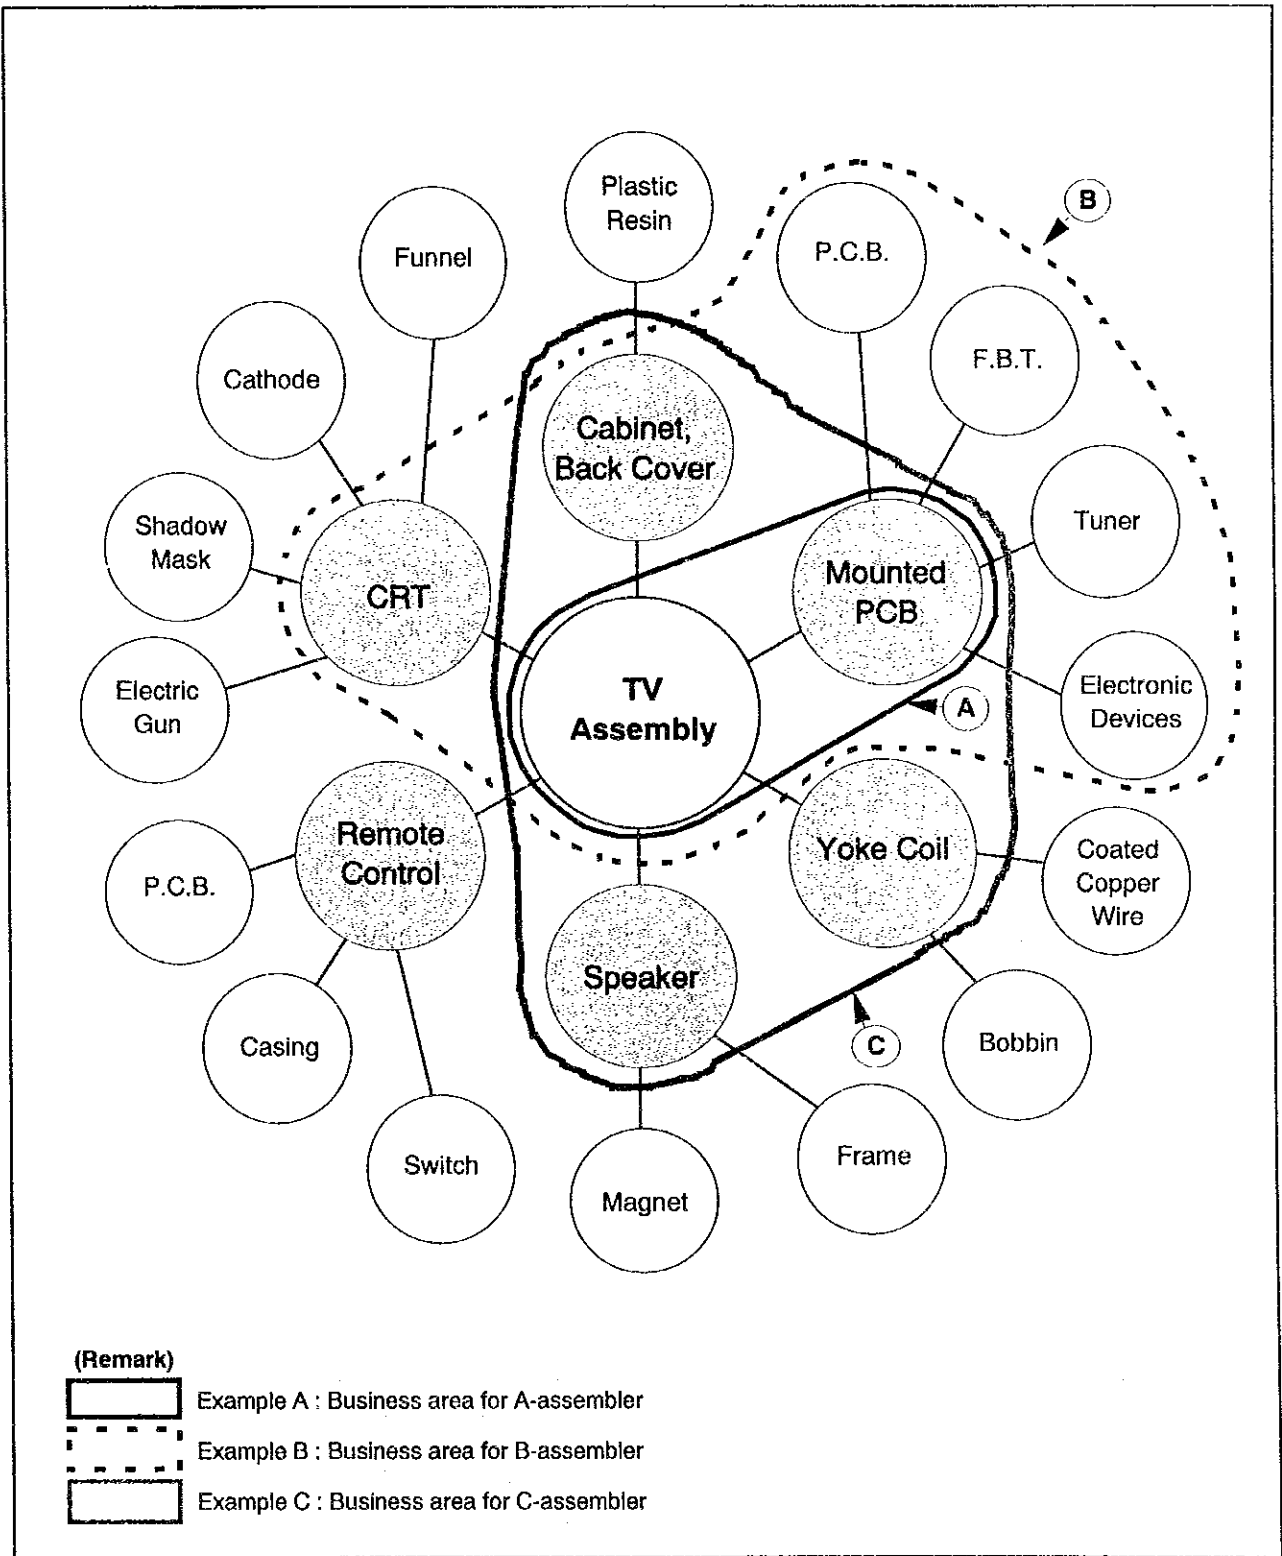 Plastic
Resin
B
P.C.B.
Funnel
F.B.T.
Cathode
Cabinet,
Back Cover
Tuner
Shadow
Mask
Mounted
PCB
CRT
TV
Assembly
Electric
Gun
Electronic
Devices
A
Remote
Control
Yoke Coil
Coated
Copper
Wire
P.C.B.
Speaker
Casing
C
Bobbin
Switch
Frame
Magnet
(Remark)
Example A : Business area for A-assembler
Example B : Business area for B-assembler
Example C : Business area for C-assembler